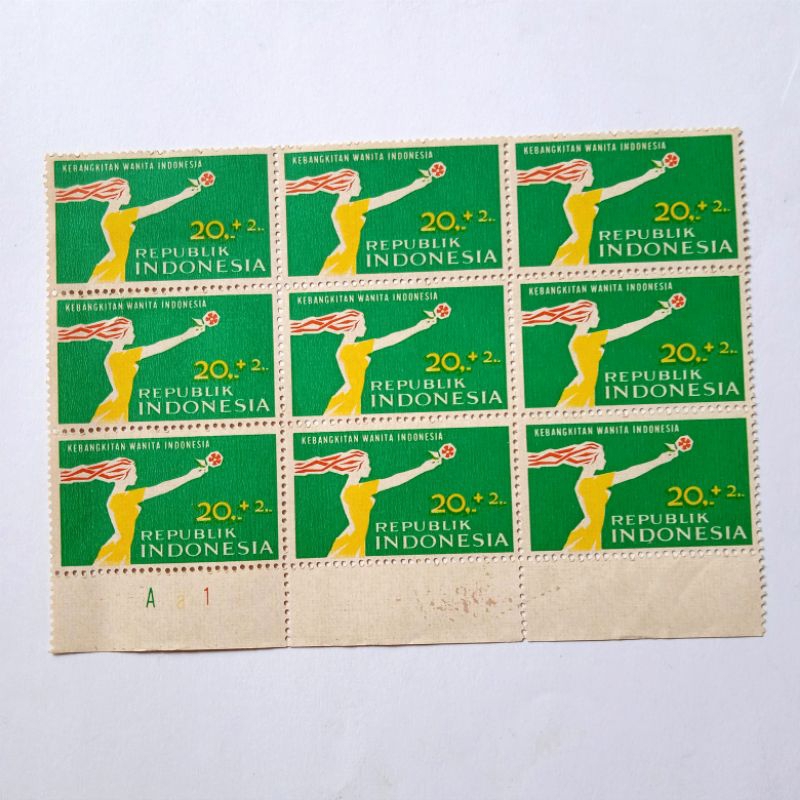 KEBANGKITAN WANITA INDONESIA
20,- + 2,-
REPUBLIK
INDONESIA
KEBANGKITAN WANITA INDONESIA
20,- + 2,-
REPUBLIK
INDONESIA
KEBANGKITAN WANITA INDONESIA
20,- + 2,-
REPUBLIK
INDONESIA
KEBANGKITAN WANITA INDONESIA
20,- + 2,-
REPUBLIK
INDONESIA
KEBANGKITAN WANITA INDONESIA
20,- + 2,-
REPUBLIK
INDONESIA
KEBANGKITAN WANITA INDONESIA
20,- + 2,-
REPUBLIK
INDONESIA
KEBANGKITAN WANITA INDONESIA
20,- + 2,-
REPUBLIK
INDONESIA
KEBANGKITAN WANITA INDONESIA
20,- + 2,-
REPUBLIK
INDONESIA
KEBANGKITAN WANITA INDONESIA
20,- + 2,-
REPUBLIK
INDONESIA
A a 1